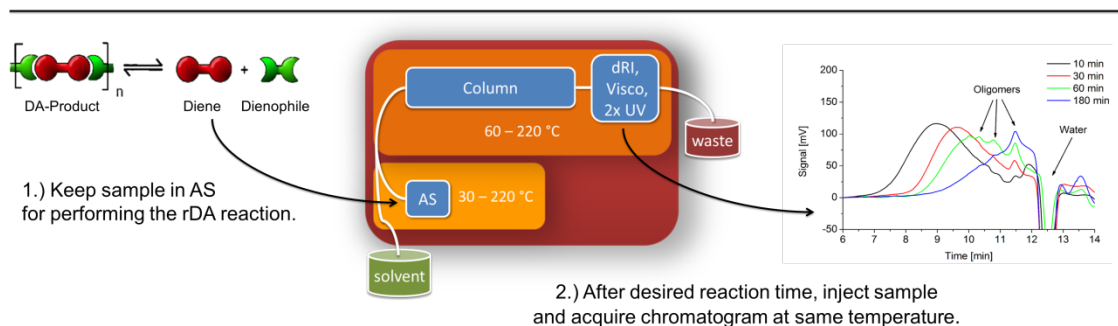 n
DA-Product
Diene
+
Dienophile
1.) Keep sample in AS
for performing the rDA reaction.
Column
dRI,
Visco,
2x UV
60 – 220 °C
AS
30 – 220 °C
solvent
waste
2.) After desired reaction time, inject sample
and acquire chromatogram at same temperature.
Signal [mV]
200
150
100
50
0
-50
6 7 8 9 10 11 12 13 14
Time [min]
10 min
30 min
60 min
180 min
Oligomers
Water